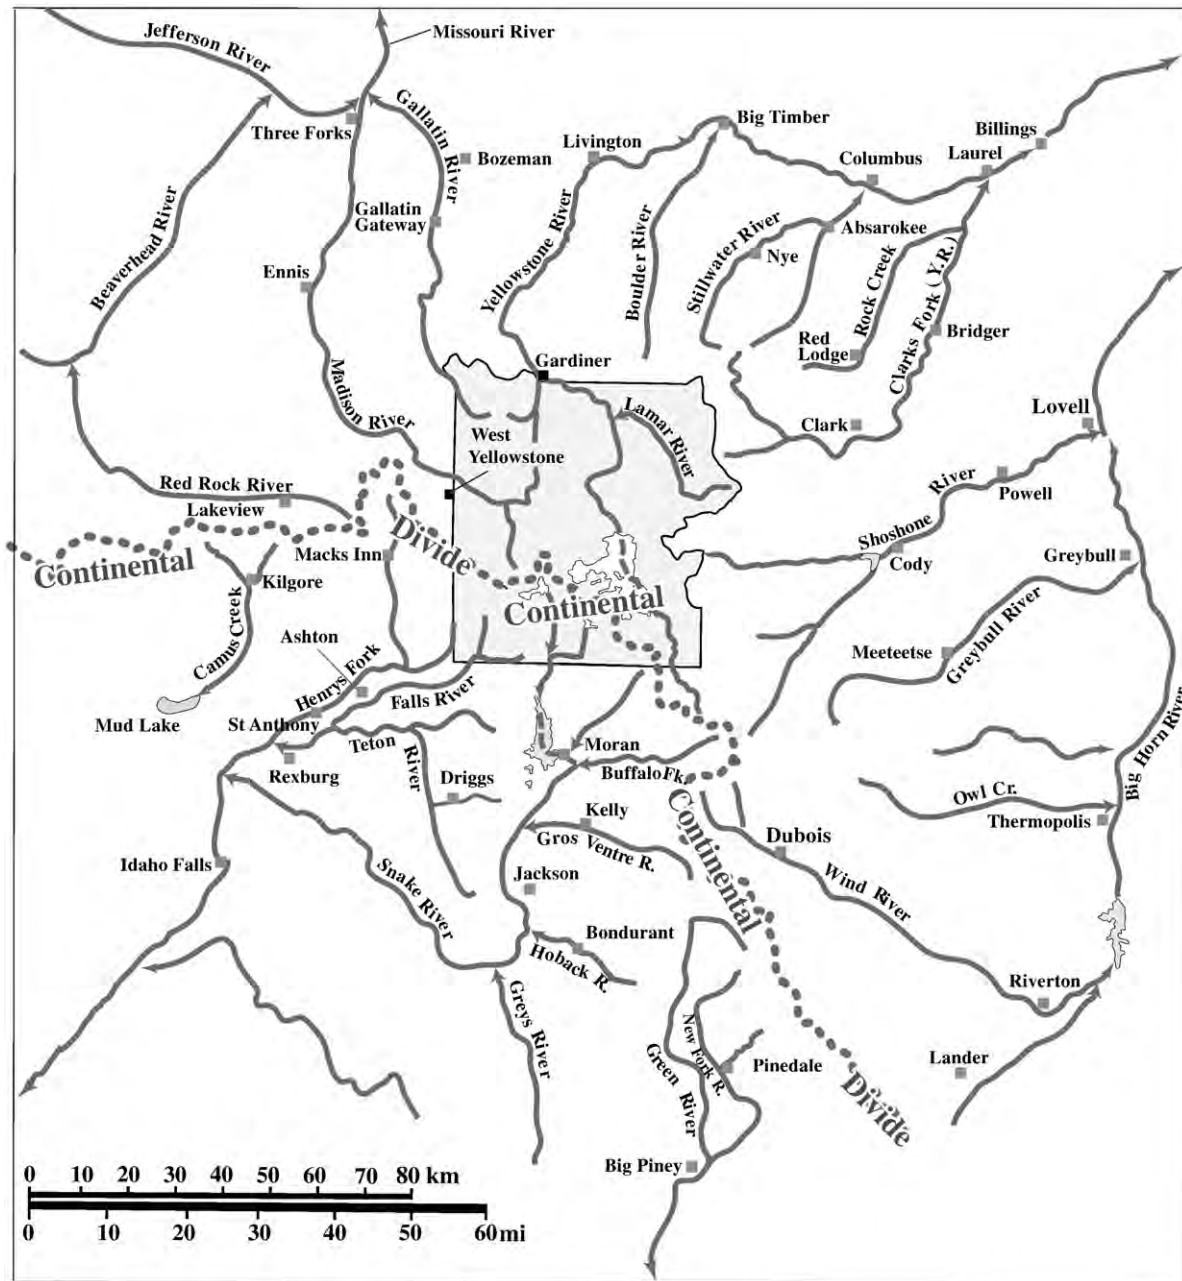 Jefferson River
Missouri River
Gallatin River
Three Forks
Bozeman
Livington
Big Timber
Billings
Laurel
Columbus
Beaverhead River
Gallatin
Gateway
Ennis
Yellowstone River
Boulder River
Stillwater River
Absarokee
Nye
Rock Creek
Clarks Fork (Y.R.)
Bridger
Red
Lodge
Gardiner
Madison River
Lamar River
Clark
Lovell
West
Yellowstone
Red Rock River
Lakeview
Powell
Shoshone River
Cody
Greybull
Continental
Divide
Macks Inn
Kilgore
Continental
Camus Creek
Ashton
Henrys Fork
Falls River
Meeteetse
Greybull River
Mud Lake
St Anthony
Teton River
Rexburg
Driggs
Moran
Buffalo Fk.
Big Horn River
Owl Cr.
Thermopolis
Kelly
Gros Ventre R.
Continental
Dubois
Wind River
Idaho Falls
Snake River
Jackson
Bondurant
Hoback R.
Riverton
Greys River
New Fork R.
Green River
Pinedale
Lander
Divide
Big Piney
0 10 20 30 40 50 60 75 80 km
0 10 20 30 40 50 60 mi